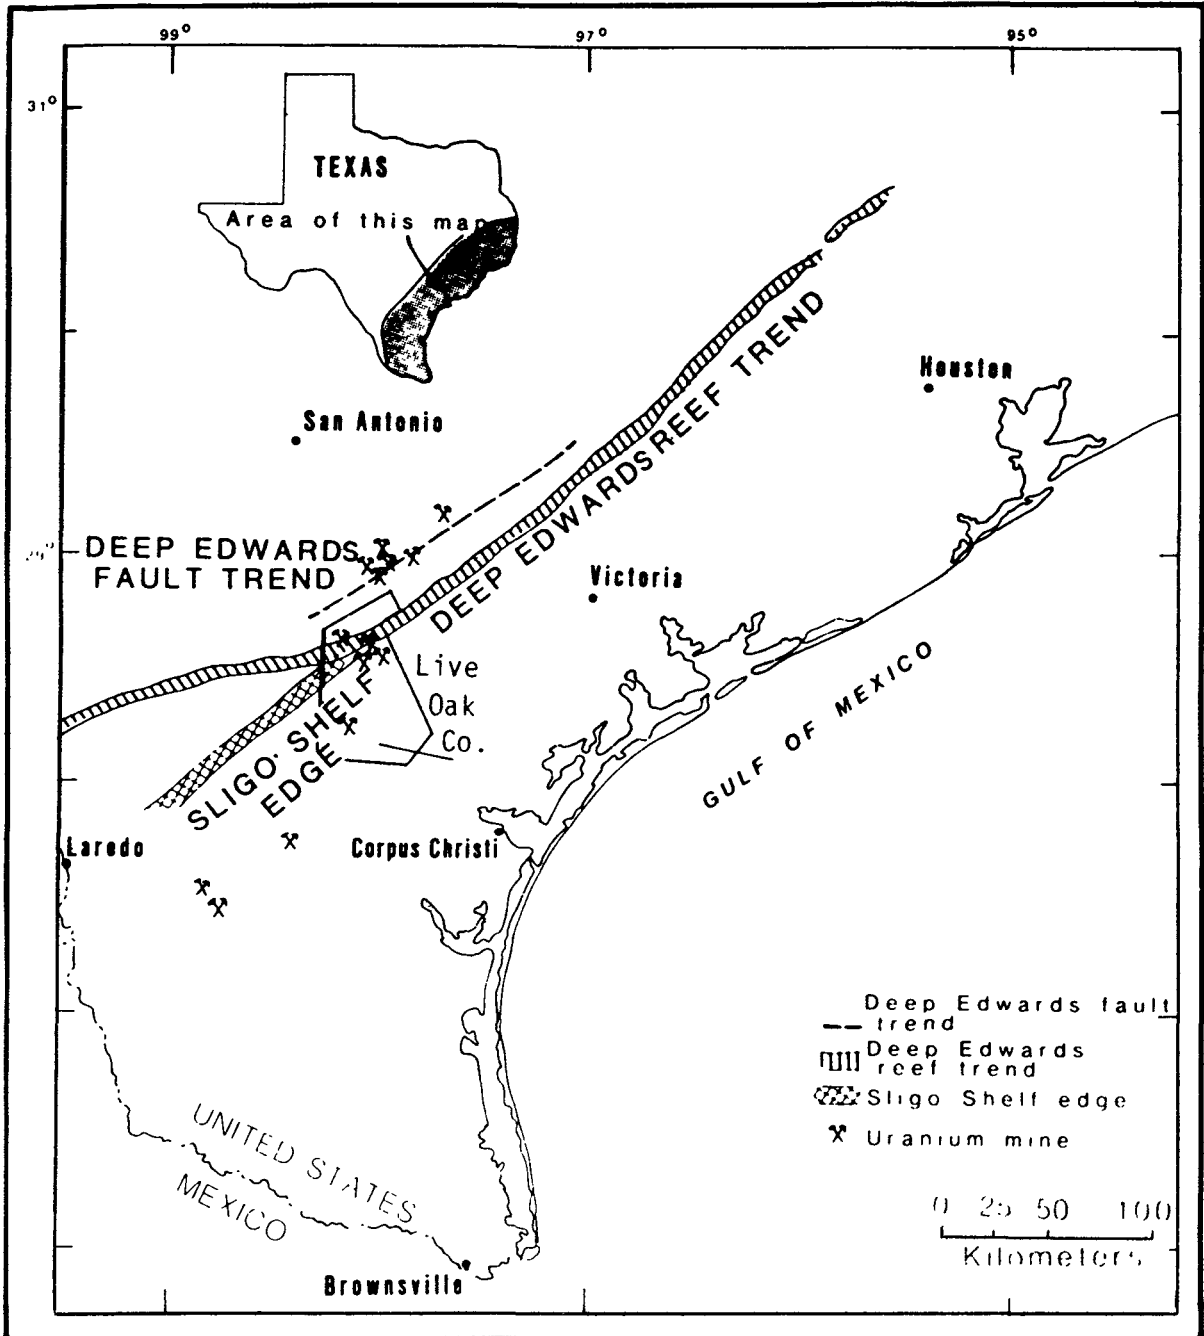 99° 97° 95°
31°
TEXAS
Area of this map
Houston
San Antonio
DEEP EDWARDS REEF TREND
DEEP EDWARDS
FAULT TREND
Victoria
Live
Oak
Co.
SLIGO SHELF
EDGE
GULF OF MEXICO
Laredo
Corpus Christi
Deep Edwards fault
trend
Deep Edwards
reef trend
Sligo Shelf edge
Uranium mine
UNITED STATES
MEXICO
0 25 50 100
Kilometers
Brownsville